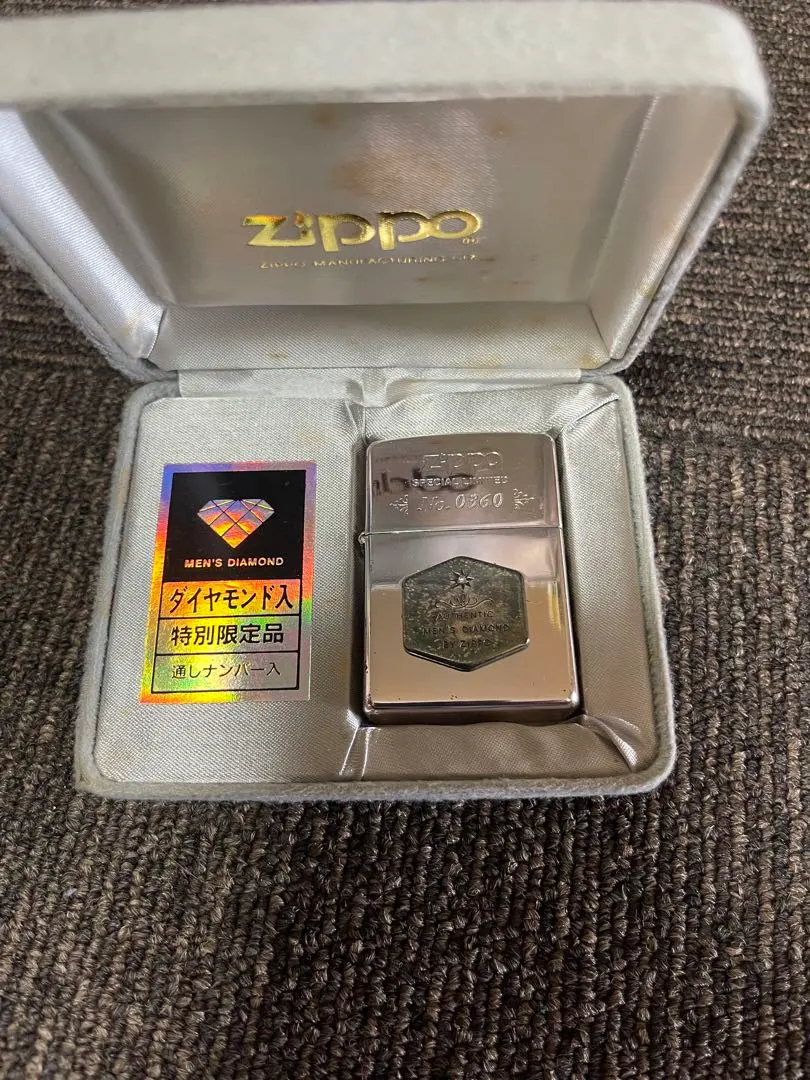 Zippo
ZIPPO MANUFACTURING CO.
MEN'S DIAMOND
ダイヤモンド入
特別限定品
通しナンバー入
Zippo
SPECIAL LIMITED
No. 0360
AUTHENTIC
MEN'S DIAMOND
BY ZIPPO